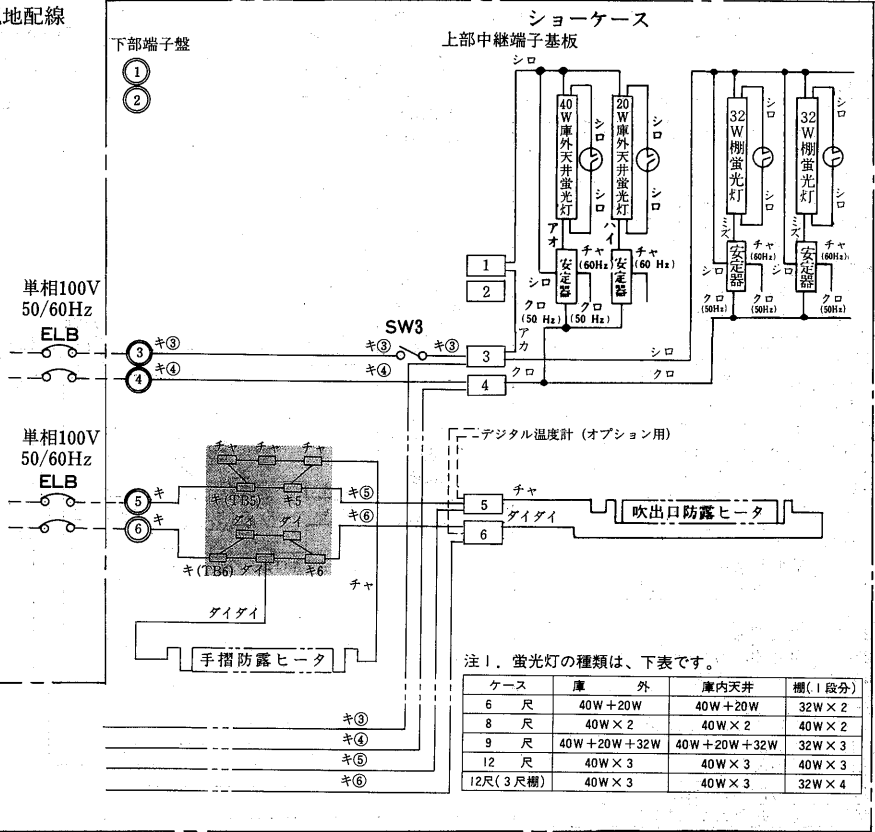 地配線
ショーケース
下部端子盤
上部中継端子基板
①
②
シロ
シロ
シロ
40W庫外天井蛍光灯
20W庫外天井蛍光灯
シロ
シロ
32W棚蛍光灯
32W棚蛍光灯
シロ
シロ
シロ
シロ
アオ
ハイ
ミズ
ミズ
安定器
安定器
安定器
安定器
チャ
(60Hz)
チャ
(60Hz)
チャ
(60Hz)
チャ
(60Hz)
シロ
シロ
シロ
クロ
(50Hz)
クロ
(50Hz)
クロ
(50Hz)
クロ
(50Hz)
1
2
単相100V
50/60Hz
ELB
③
キ③
SW3
キ③
キ③
アカ
3
シロ
④
キ④
キ④
4
クロ
クロ
デジタル温度計 (オプション用)
単相100V
50/60Hz
ELB
チャ
チャ
チャ
⑤
キ
キ(TB5)
キ5
キ⑤
5
チャ
吹出口防露ヒータ
⑥
キ
ダイ
ダイ
キ⑥
6
ダイダイ
キ(TB6)
ダイ
キ6
チャ
ダイダイ
手摺防露ヒータ
キ③
キ④
キ⑤
キ⑥
注1. 蛍光灯の種類は、下表です。
ケース 庫外 庫内天井 棚(1段分)
6尺 40W+20W 40W+20W 32W×2
8尺 40W×2 40W×2 40W×2
9尺 40W+20W+32W 40W+20W+32W 32W×3
12尺 40W×3 40W×3 40W×3
12尺(3尺棚) 40W×3 40W×3 32W×4